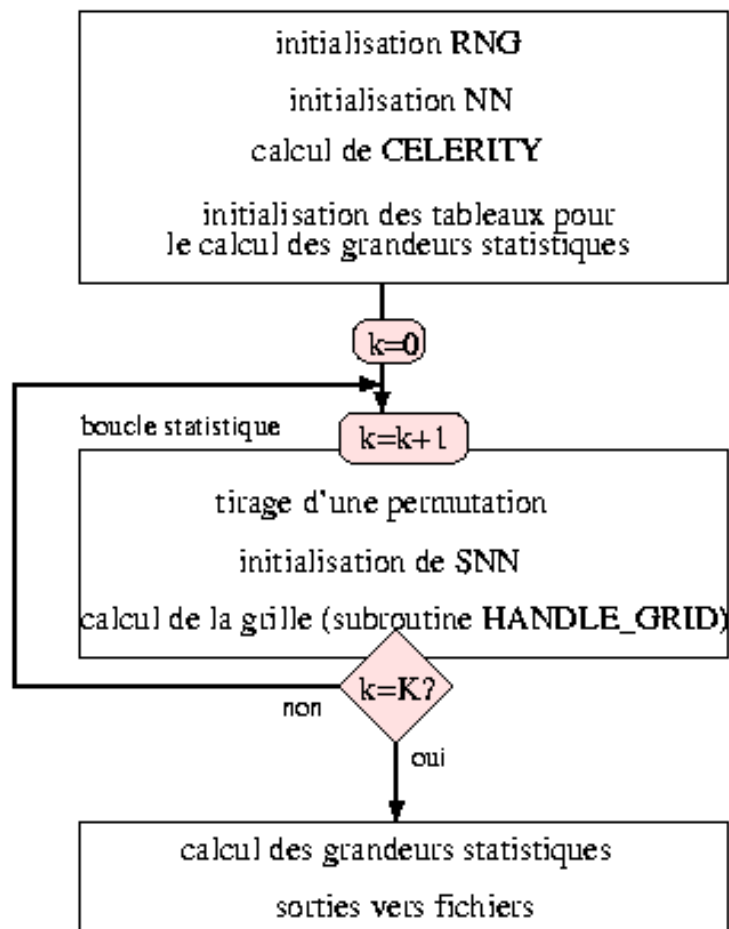 initialisation RNG
initialisation NN
calcul de CELERITY
initialisation des tableaux pour
le calcul des grandeurs statistiques
k=0
boucle statistique
k=k+1
tirage d'une permutation
initialisation de SNN
calcul de la grille (subroutine HANDLE_GRID)
k=K?
non
oui
calcul des grandeurs statistiques
sorties vers fichiers